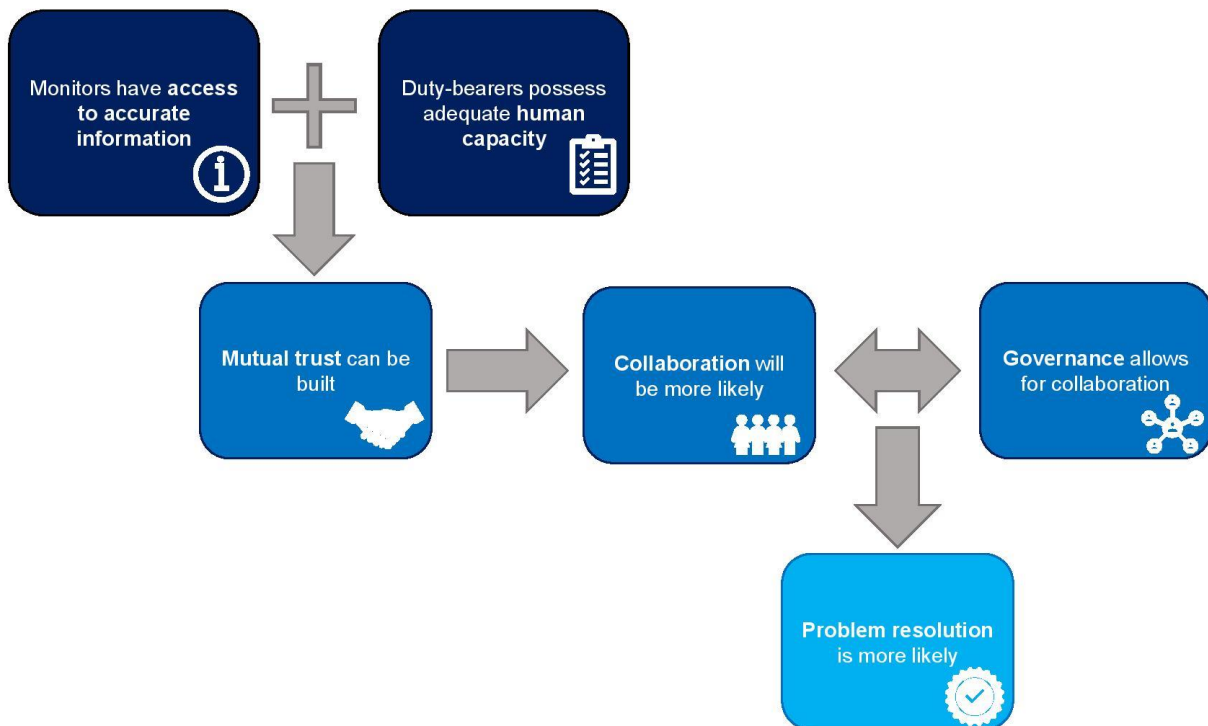 Monitors have access
to accurate
information
Duty-bearers possess
adequate human
capacity
Mutual trust can be
built
Collaboration will
be more likely
Governance allows
for collaboration
Problem resolution
is more likely